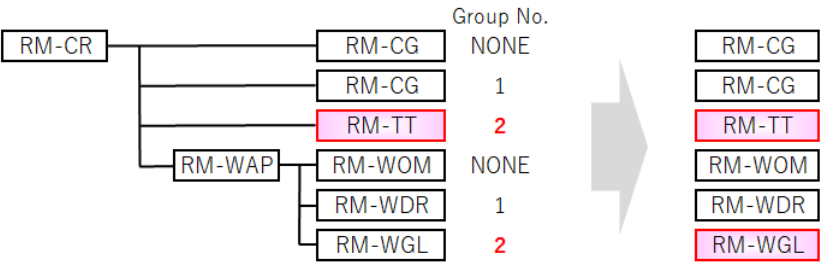 Group No.
RM-CR RM-CG NONE RM-CG
RM-CG 1 RM-CG
RM-TT 2 RM-TT
RM-WAP RM-WOM NONE RM-WOM
RM-WDR 1 RM-WDR
RM-WGL 2 RM-WGL